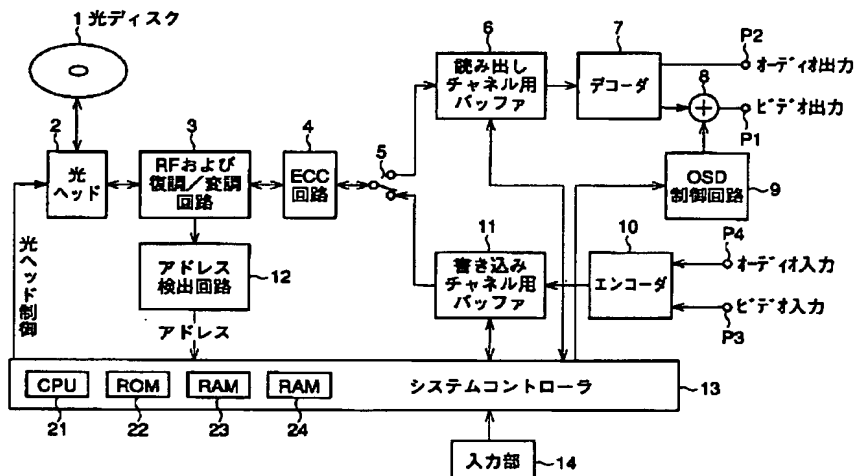 1 光ディスク
2
光
ヘッド
3
RFおよび
復調／変調
回路
4
ECC
回路
5
6
読み出し
チャネル用
バッファ
7
デコーダ
P2
オーディオ出力
8
ビデオ出力
P1
OSD
制御回路
9
光ヘッド制御
アドレス
検出回路
12
アドレス
11
書き込み
チャネル用
バッファ
10
エンコーダ
P4
オーディオ入力
ビデオ入力
P3
CPU
ROM
RAM
RAM
システムコントローラ
13
21
22
23
24
入力部
14